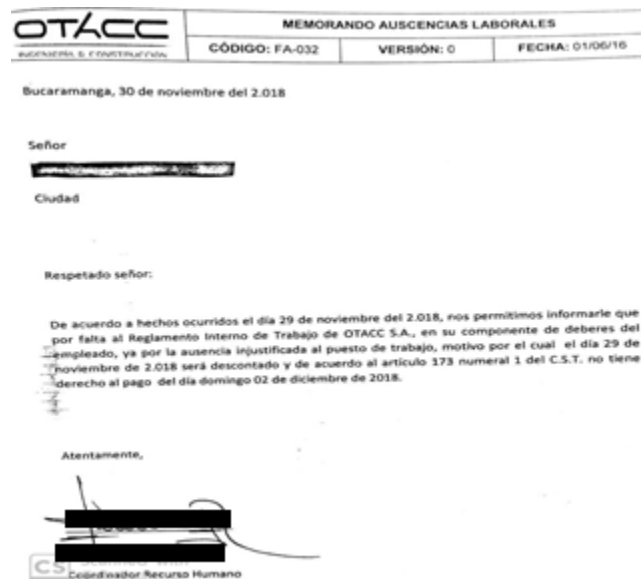 OTACC
INGENIERÍA & CONSTRUCCIÓN
MEMORANDO AUSCENCIAS LABORALES
CÓDIGO: FA-032
VERSIÓN: 0
FECHA: 01/06/16
Bucaramanga, 30 de noviembre del 2.018
Señor
Ciudad
Respetado señor:
De acuerdo a hechos ocurridos el día 29 de noviembre del 2.018, nos permitimos informarle que
por falta al Reglamento Interno de Trabajo de OTACC S.A., en su componente de deberes del
empleado, ya por la ausencia injustificada al puesto de trabajo, motivo por el cual el día 29 de
noviembre de 2.018 será descontado y de acuerdo al artículo 173 numeral 1 del C.S.T. no tiene
derecho al pago del día domingo 02 de diciembre de 2018.
Atentamente,
CS
Coordinador Recurso Humano